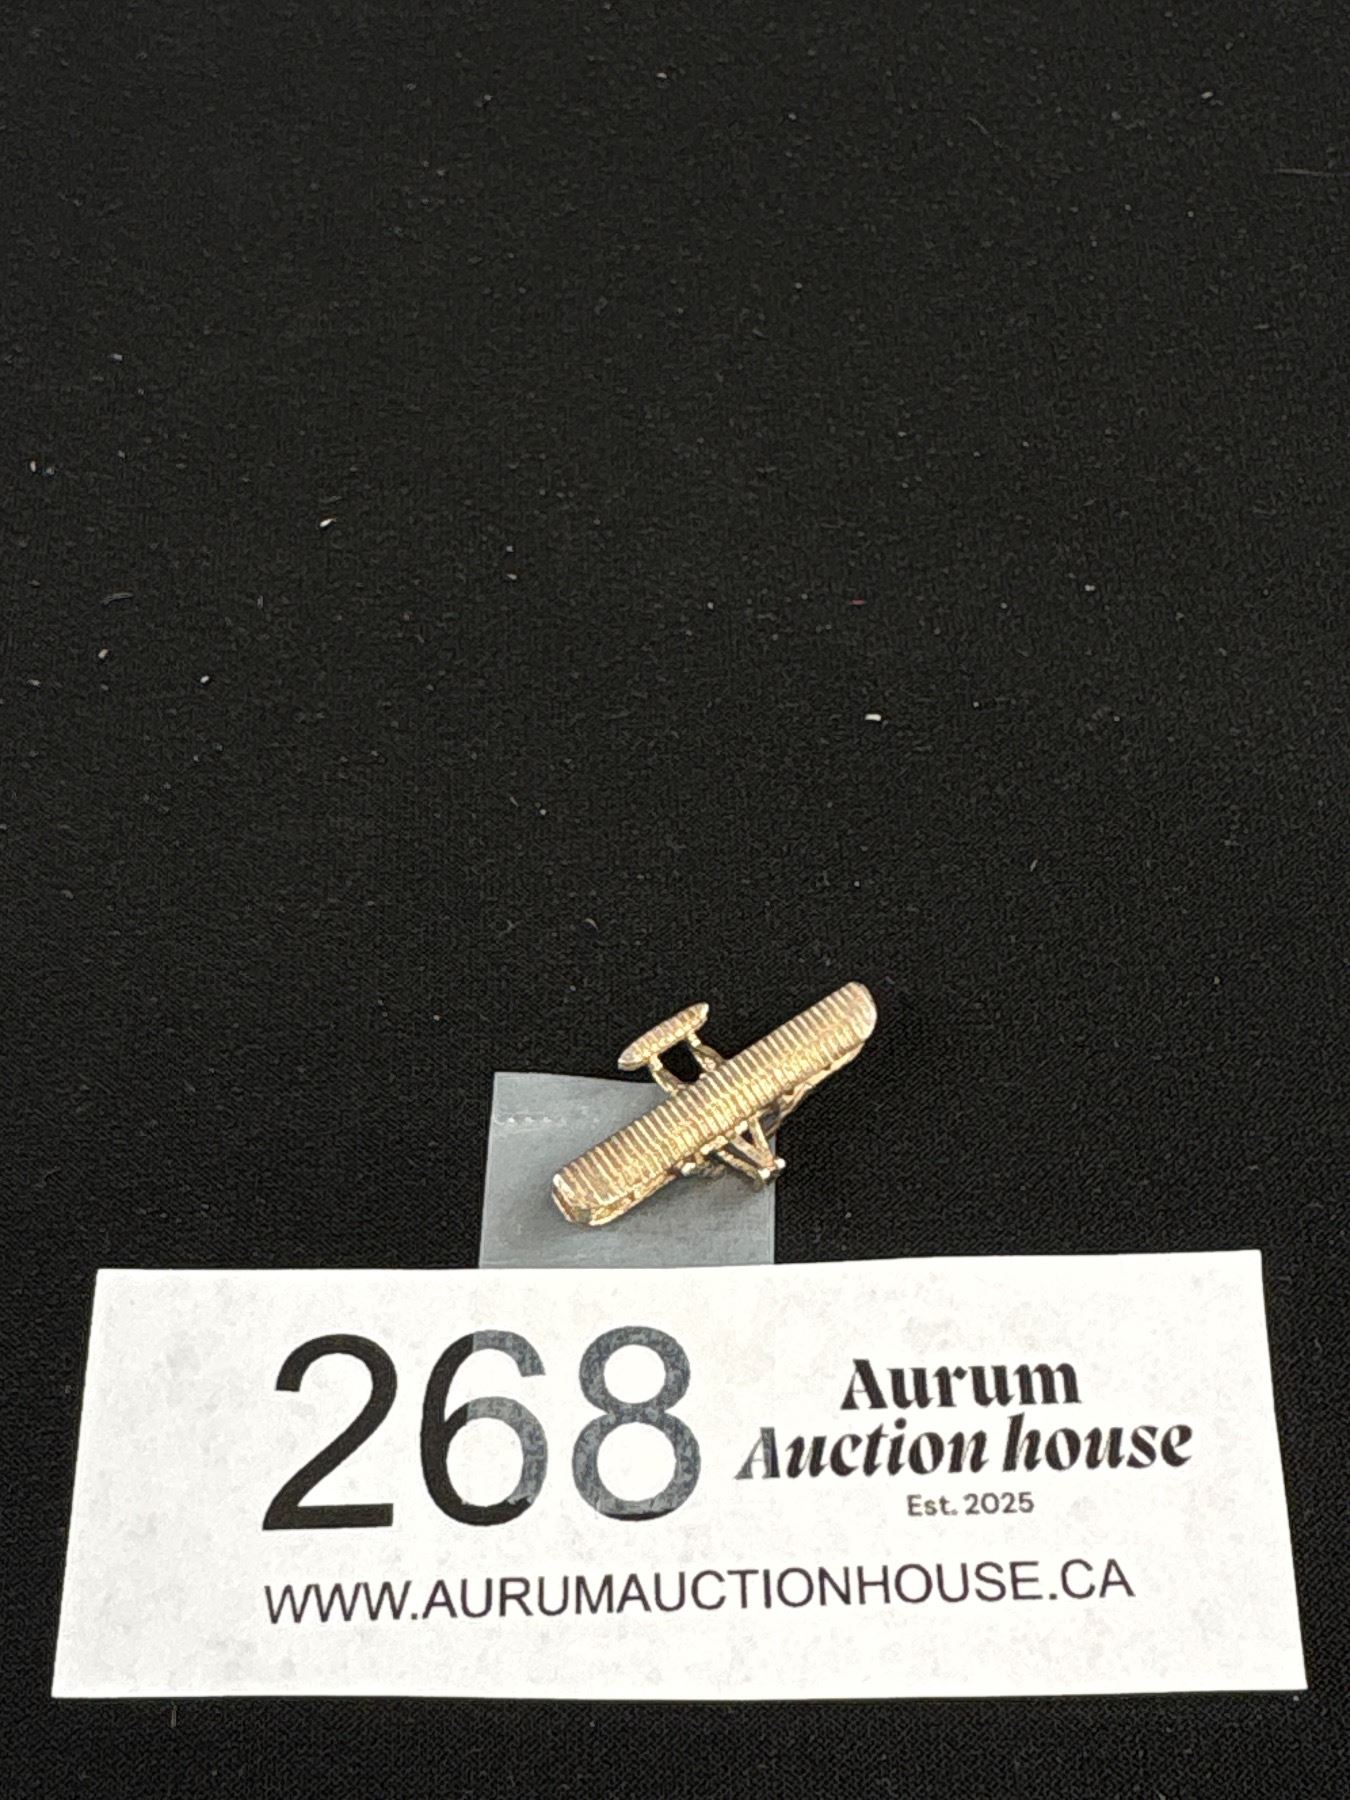 268
Aurum
Auction house
Est. 2025
WWW.AURUMAUCTIONHOUSE.CA